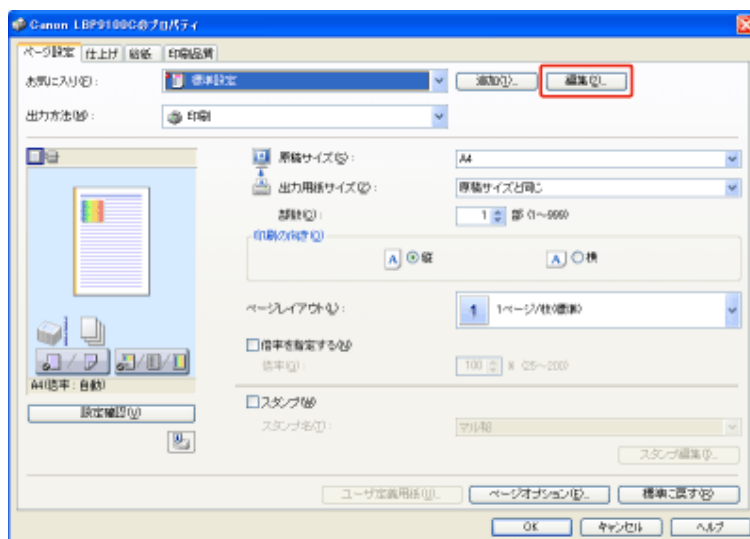 Canon LBP9100Cのプロパティ
ページ設定 仕上げ 給紙 印刷品質
お気に入り(F): 標準設定 追加(1)... 編集(2)...
出力方法(M): 印刷
原稿サイズ(S): A4
出力用紙サイズ(Z): 原稿サイズと同じ
部数(C): 1 部 (1～999)
印刷の向き(O)
A 縦 A 横
ページレイアウト(L): 1 1ページ/枚(標準)
倍率を指定する(N)
倍率(G): 100 % (25～200)
A4(倍率:自動)
設定確認(V)
スタンプ(W)
スタンプ名(T): マル秘
スタンプ編集(I)...
ユーザ定義用紙(U)... ページオプション(E)... 標準に戻す(R)
OK キャンセル ヘルプ